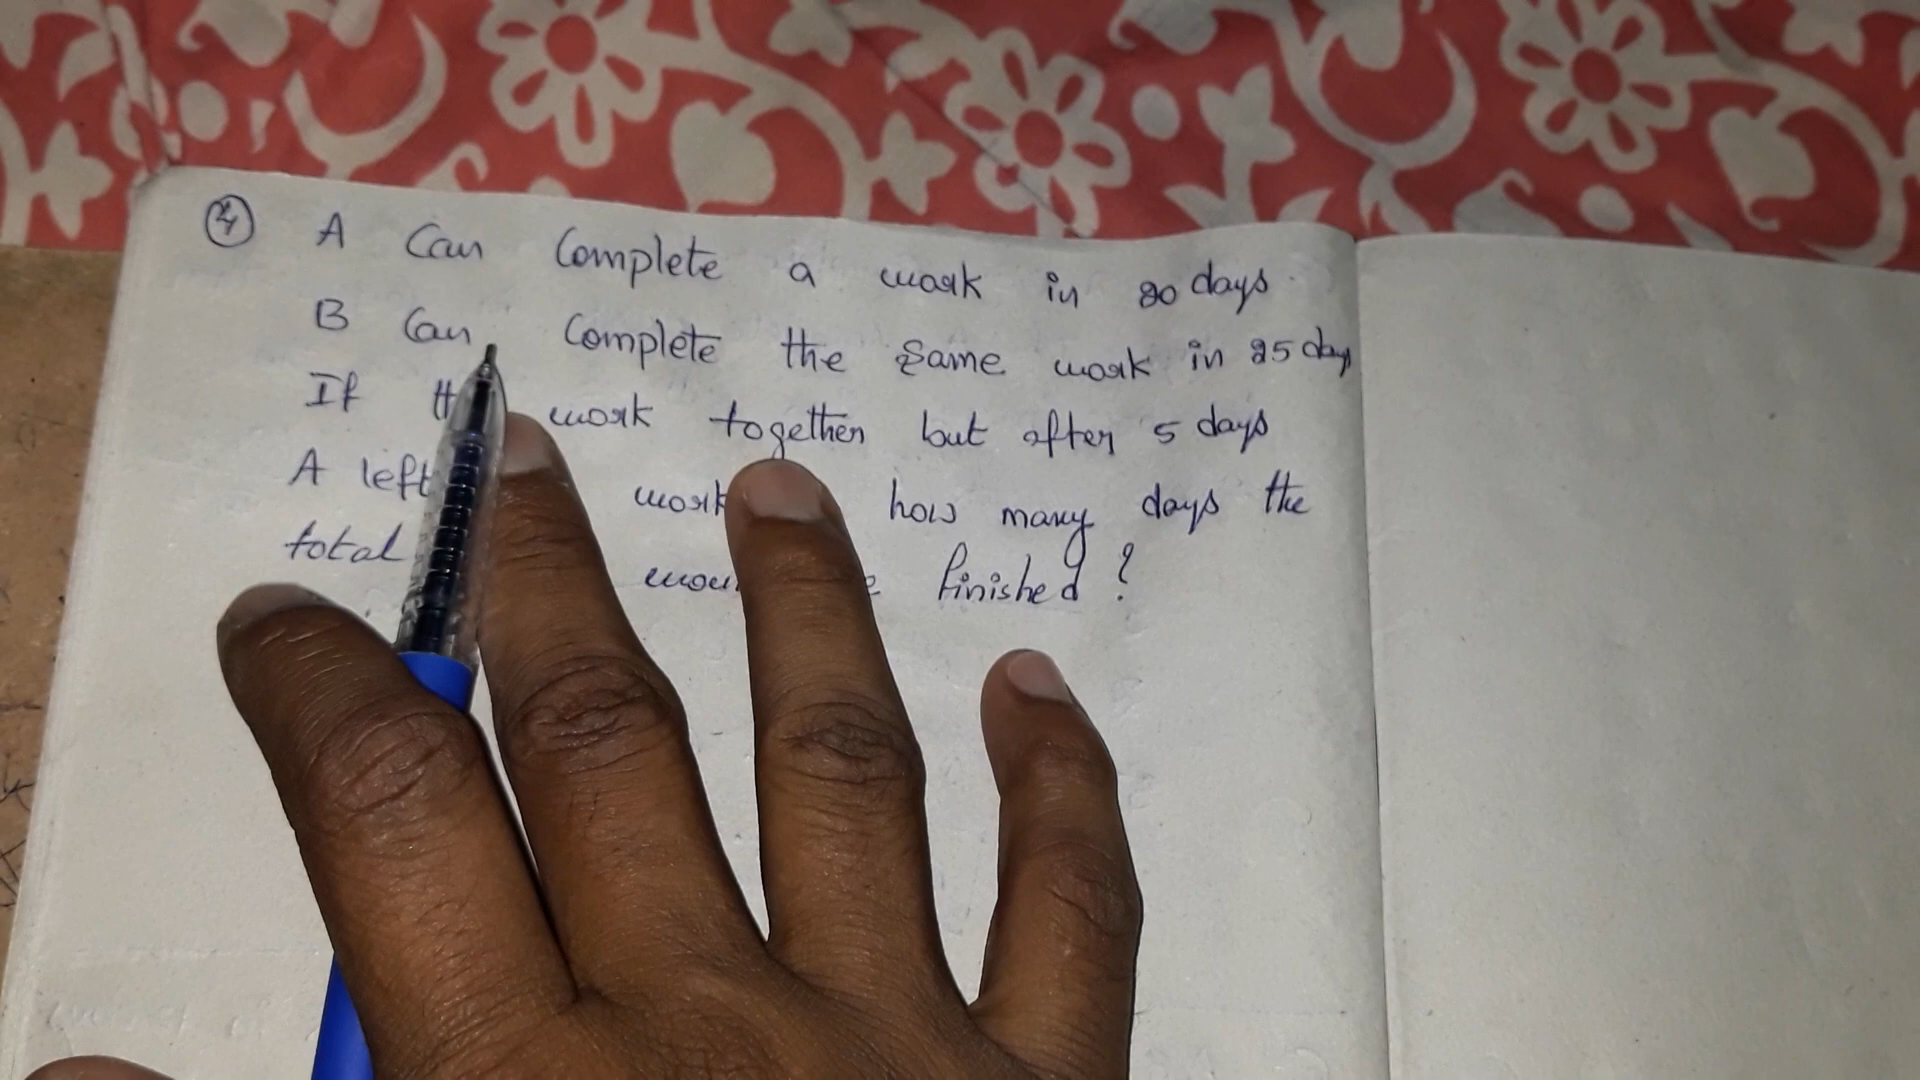 ④ A Can Complete a work in 20 days.
B Can Complete the same work in 25 days
If work together but after 5 days
A left work how many days the
total finished?